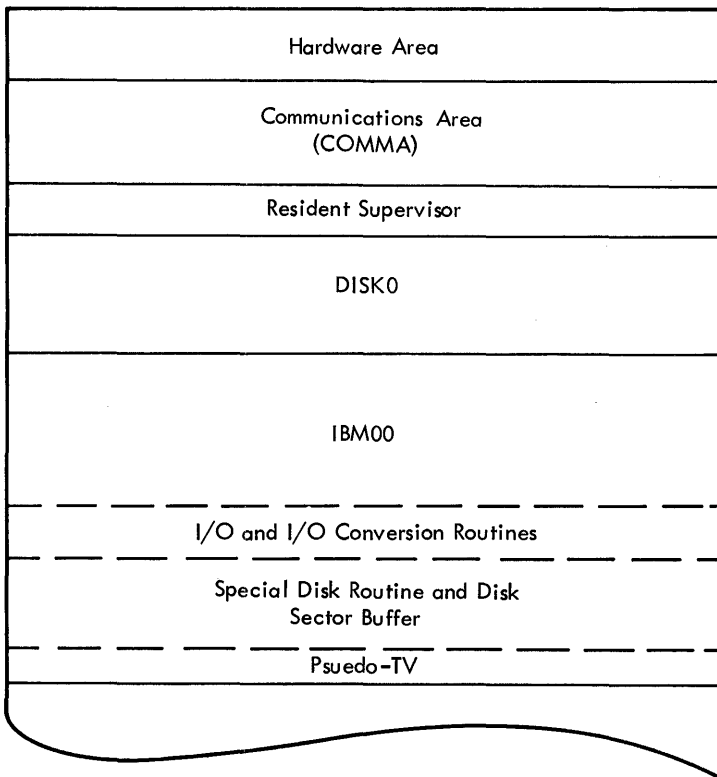 Hardware Area
Communications Area
(COMMA)
Resident Supervisor
DISK0
IBM00
I/O and I/O Conversion Routines
Special Disk Routine and Disk
Sector Buffer
Psuedo-TV